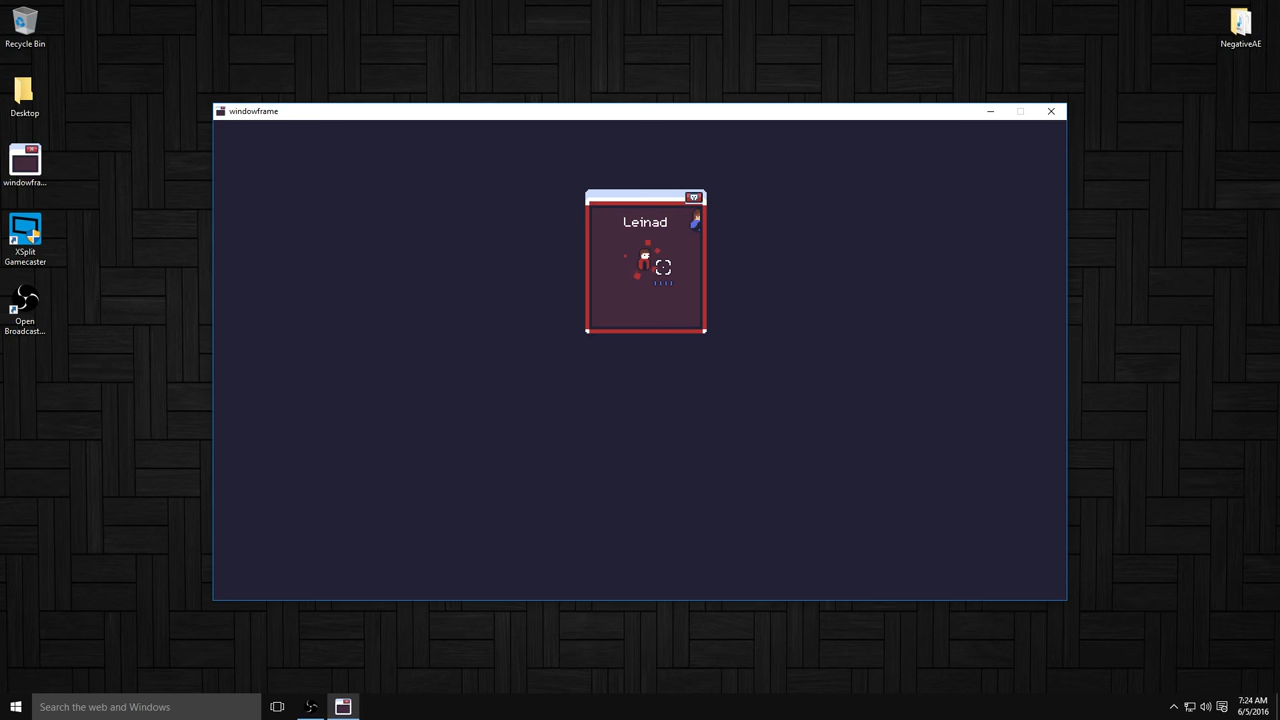 Recycle Bin
NegativeAE
Desktop
windowframe
windowfra...
Leinad
XSplit
Gamecaster
Open
Broadcast...
Search the web and Windows
7:24 AM
6/5/2016